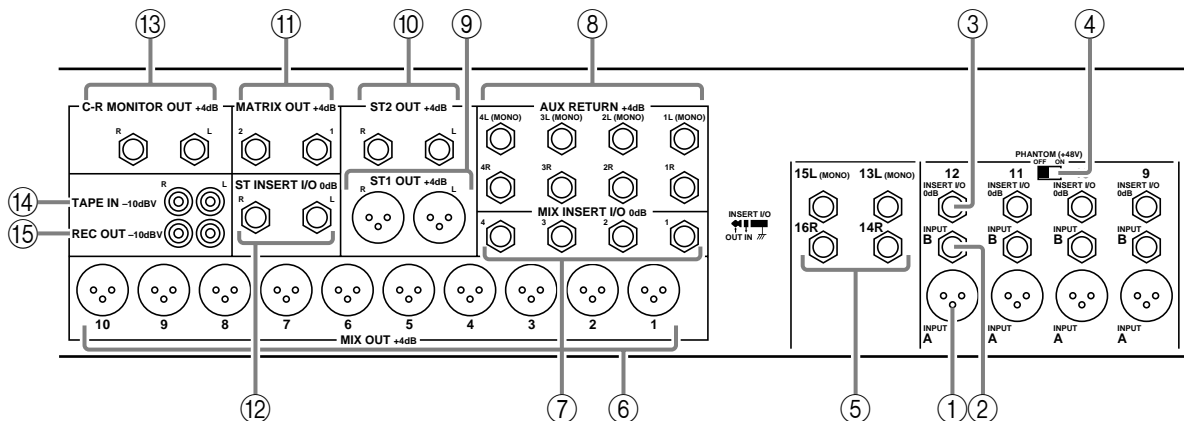 ⑬ ⑪ ⑩ ⑨ ⑧ ③ ④
C-R MONITOR OUT +4dB
R L
MATRIX OUT +4dB
2 1
ST2 OUT +4dB
R L
AUX RETURN +4dB
4L (MONO) 3L (MONO) 2L (MONO) 1L (MONO)
4R 3R 2R 1R
⑭ TAPE IN –10dBV
R L
⑮ REC OUT –10dBV
ST INSERT I/O 0dB
R L
ST1 OUT +4dB
R L
MIX INSERT I/O 0dB
4 3 2 1
INSERT I/O
OUT IN
10 9 8 7 6 5 4 3 2 1
MIX OUT +4dB
15L (MONO) 13L (MONO)
16R 14R
PHANTOM (+48V)
OFF ON
12 11 9
INSERT I/O INSERT I/O INSERT I/O INSERT I/O
0dB 0dB 0dB 0dB
INPUT INPUT INPUT INPUT
B B B B
INPUT INPUT INPUT INPUT
A A A A
⑫ ⑦ ⑥ ⑤ ① ②